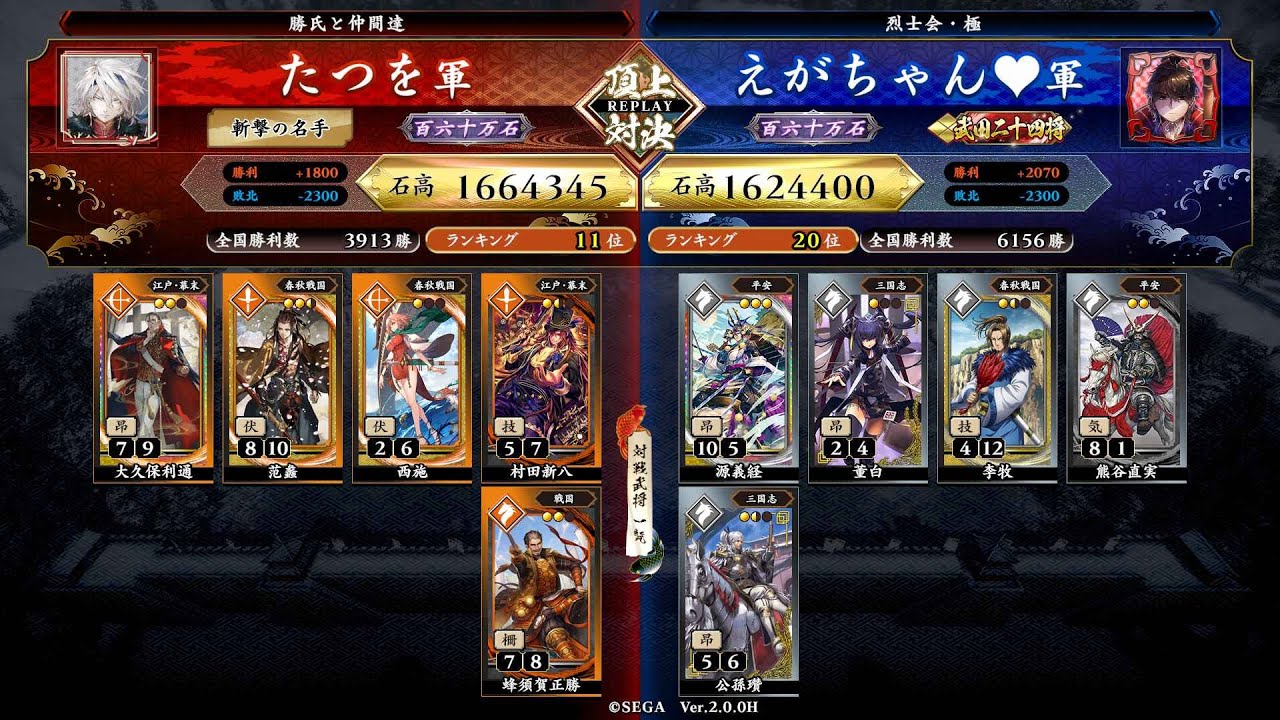 勝氏と仲間達
烈士会・極
たつを 軍
えがちゃん♥軍
頂上
REPLAY
対決
斬撃の名手
百六十万石
百六十万石
武田二十四将
勝利 +1800
敗北 -2300
石高 1664345
石高 1624400
勝利 +2070
敗北 -2300
全国勝利数 3913勝
ランキング 11位
ランキング 20位
全国勝利数 6156勝
江戸・幕末
昂
7 9
大久保利通
春秋戦国
伏
8 10
范蠡
春秋戦国
伏
2 6
西施
江戸・幕末
技
5 7
村田新八
平安
昂
10 5
源義経
三国志
昂
2 4
董白
春秋戦国
技
4 12
李牧
平安
気
8 1
熊谷直実
対戦武将一覧
戦国
柵
7 8
蜂須賀正勝
三国志
昂
5 6
公孫瓚
©SEGA Ver.2.0.0H